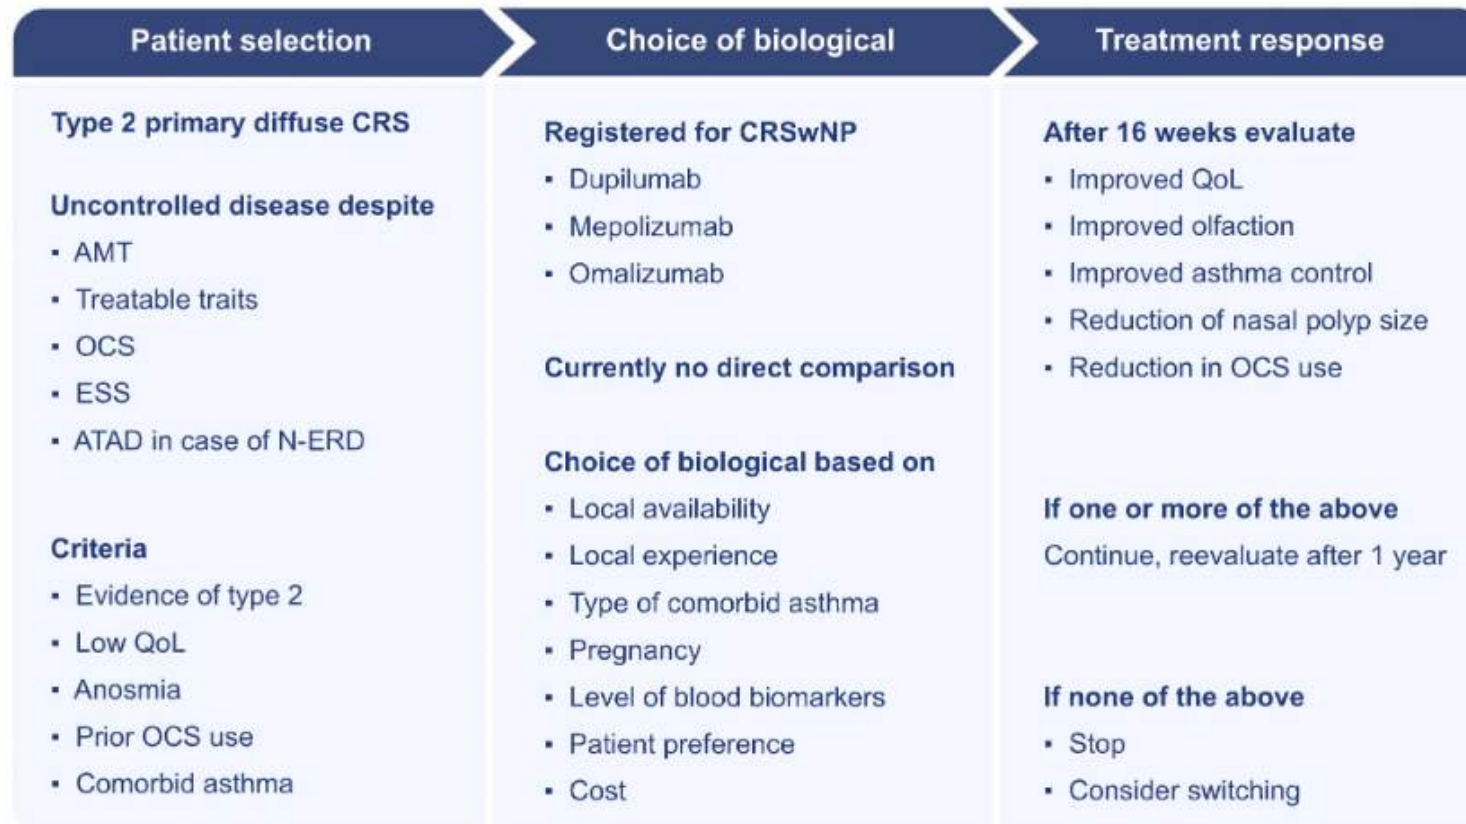 Patient selection
Type 2 primary diffuse CRS
Uncontrolled disease despite
▪ AMT
▪ Treatable traits
▪ OCS
▪ ESS
▪ ATAD in case of N-ERD
Criteria
▪ Evidence of type 2
▪ Low QoL
▪ Anosmia
▪ Prior OCS use
▪ Comorbid asthma
Choice of biological
Registered for CRSwNP
▪ Dupilumab
▪ Mepolizumab
▪ Omalizumab
Currently no direct comparison
Choice of biological based on
▪ Local availability
▪ Local experience
▪ Type of comorbid asthma
▪ Pregnancy
▪ Level of blood biomarkers
▪ Patient preference
▪ Cost
Treatment response
After 16 weeks evaluate
▪ Improved QoL
▪ Improved olfaction
▪ Improved asthma control
▪ Reduction of nasal polyp size
▪ Reduction in OCS use
If one or more of the above
Continue, reevaluate after 1 year
If none of the above
▪ Stop
▪ Consider switching